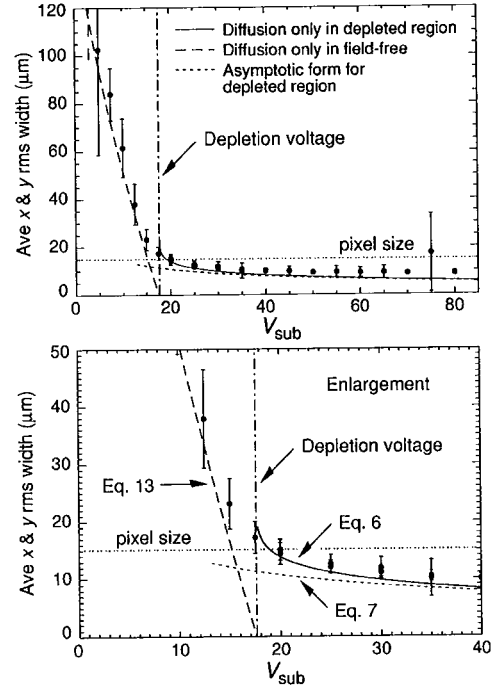 120
100
80
60
40
20
0
Ave x & y rms width (μm)
Diffusion only in depleted region
Diffusion only in field-free
Asymptotic form for
depleted region
Depletion voltage
pixel size
0
20
40
60
80
Vsub
50
40
30
20
10
0
Ave x & y rms width (μm)
Enlargement
Depletion voltage
Eq. 13
Eq. 6
pixel size
Eq. 7
0
10
20
30
40
Vsub